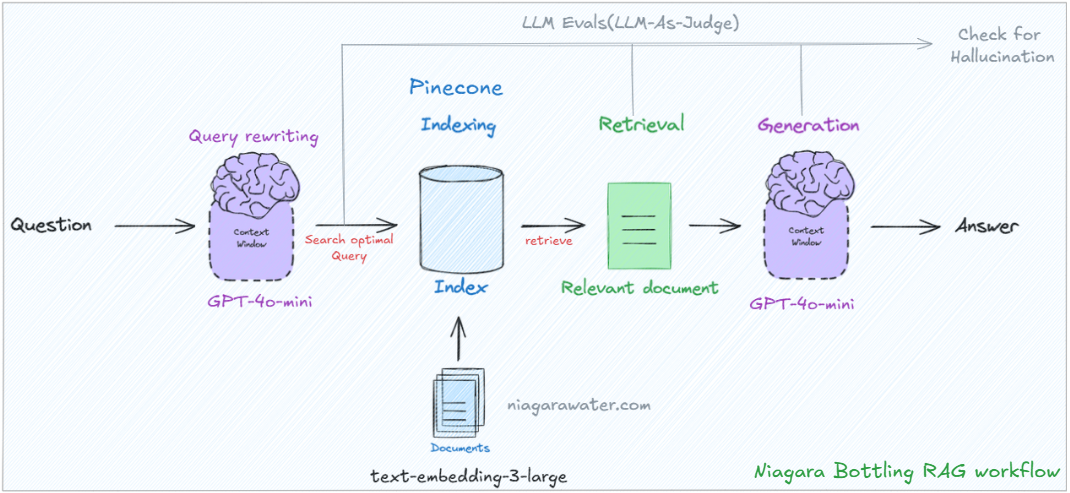 LLM Evals(LLM-As-Judge)
Check for
Hallucination
Pinecone
Indexing
Retrieval
Generation
Query rewriting
Question
Context
Window
Search optimal
Query
retrieve
Context
Window
Answer
GPT-4o-mini
Index
Relevant document
GPT-4o-mini
niagarawater.com
Documents
text-embedding-3-large
Niagara Bottling RAG workflow